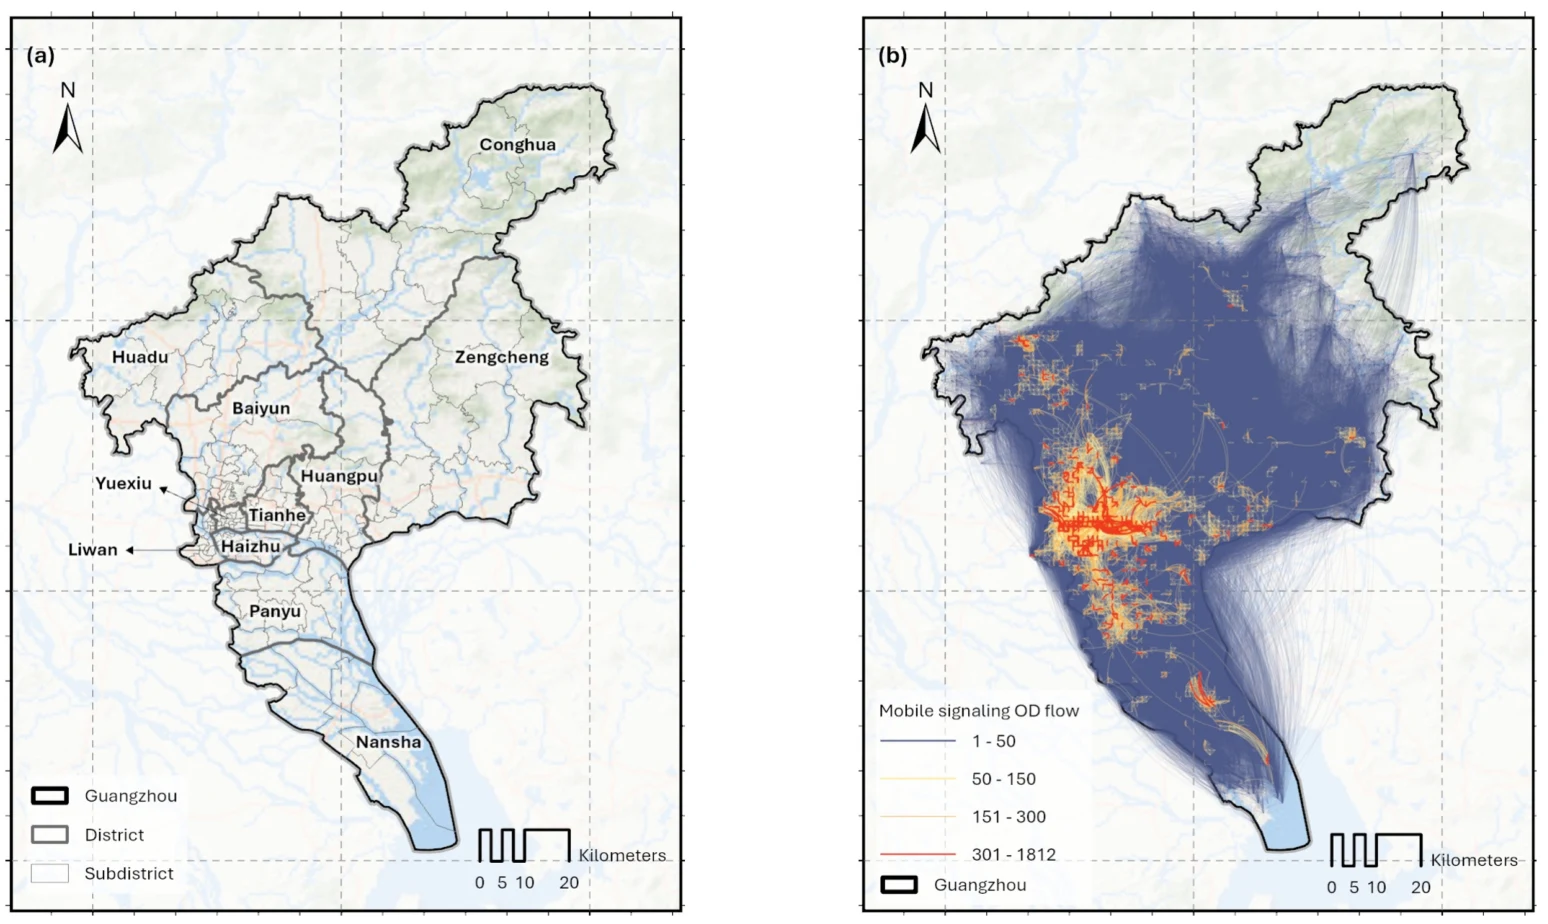 (a)
N
Conghua
Huadu
Zengcheng
Baiyun
Huangpu
Yuexiu
Tianhe
Liwan
Haizhu
Panyu
Nansha
Guangzhou
District
Subdistrict
Kilometers
0 5 10 20
(b)
N
Mobile signaling OD flow
1 - 50
50 - 150
151 - 300
301 - 1812
Guangzhou
Kilometers
0 5 10 20